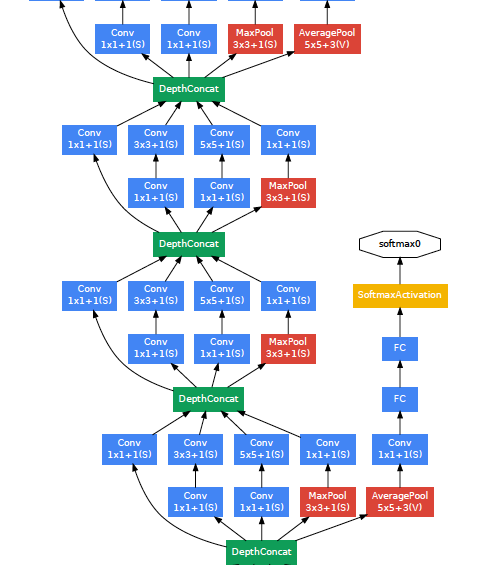 Conv
1x1+1(S)
Conv
1x1+1(S)
MaxPool
3x3+1(S)
AveragePool
5x5+3(V)
DepthConcat
Conv
1x1+1(S)
Conv
3x3+1(S)
Conv
5x5+1(S)
Conv
1x1+1(S)
Conv
1x1+1(S)
Conv
1x1+1(S)
MaxPool
3x3+1(S)
DepthConcat
softmax0
Conv
1x1+1(S)
Conv
3x3+1(S)
Conv
5x5+1(S)
Conv
1x1+1(S)
SoftmaxActivation
Conv
1x1+1(S)
Conv
1x1+1(S)
MaxPool
3x3+1(S)
FC
DepthConcat
FC
Conv
1x1+1(S)
Conv
3x3+1(S)
Conv
5x5+1(S)
Conv
1x1+1(S)
Conv
1x1+1(S)
Conv
1x1+1(S)
Conv
1x1+1(S)
MaxPool
3x3+1(S)
AveragePool
5x5+3(V)
DepthConcat